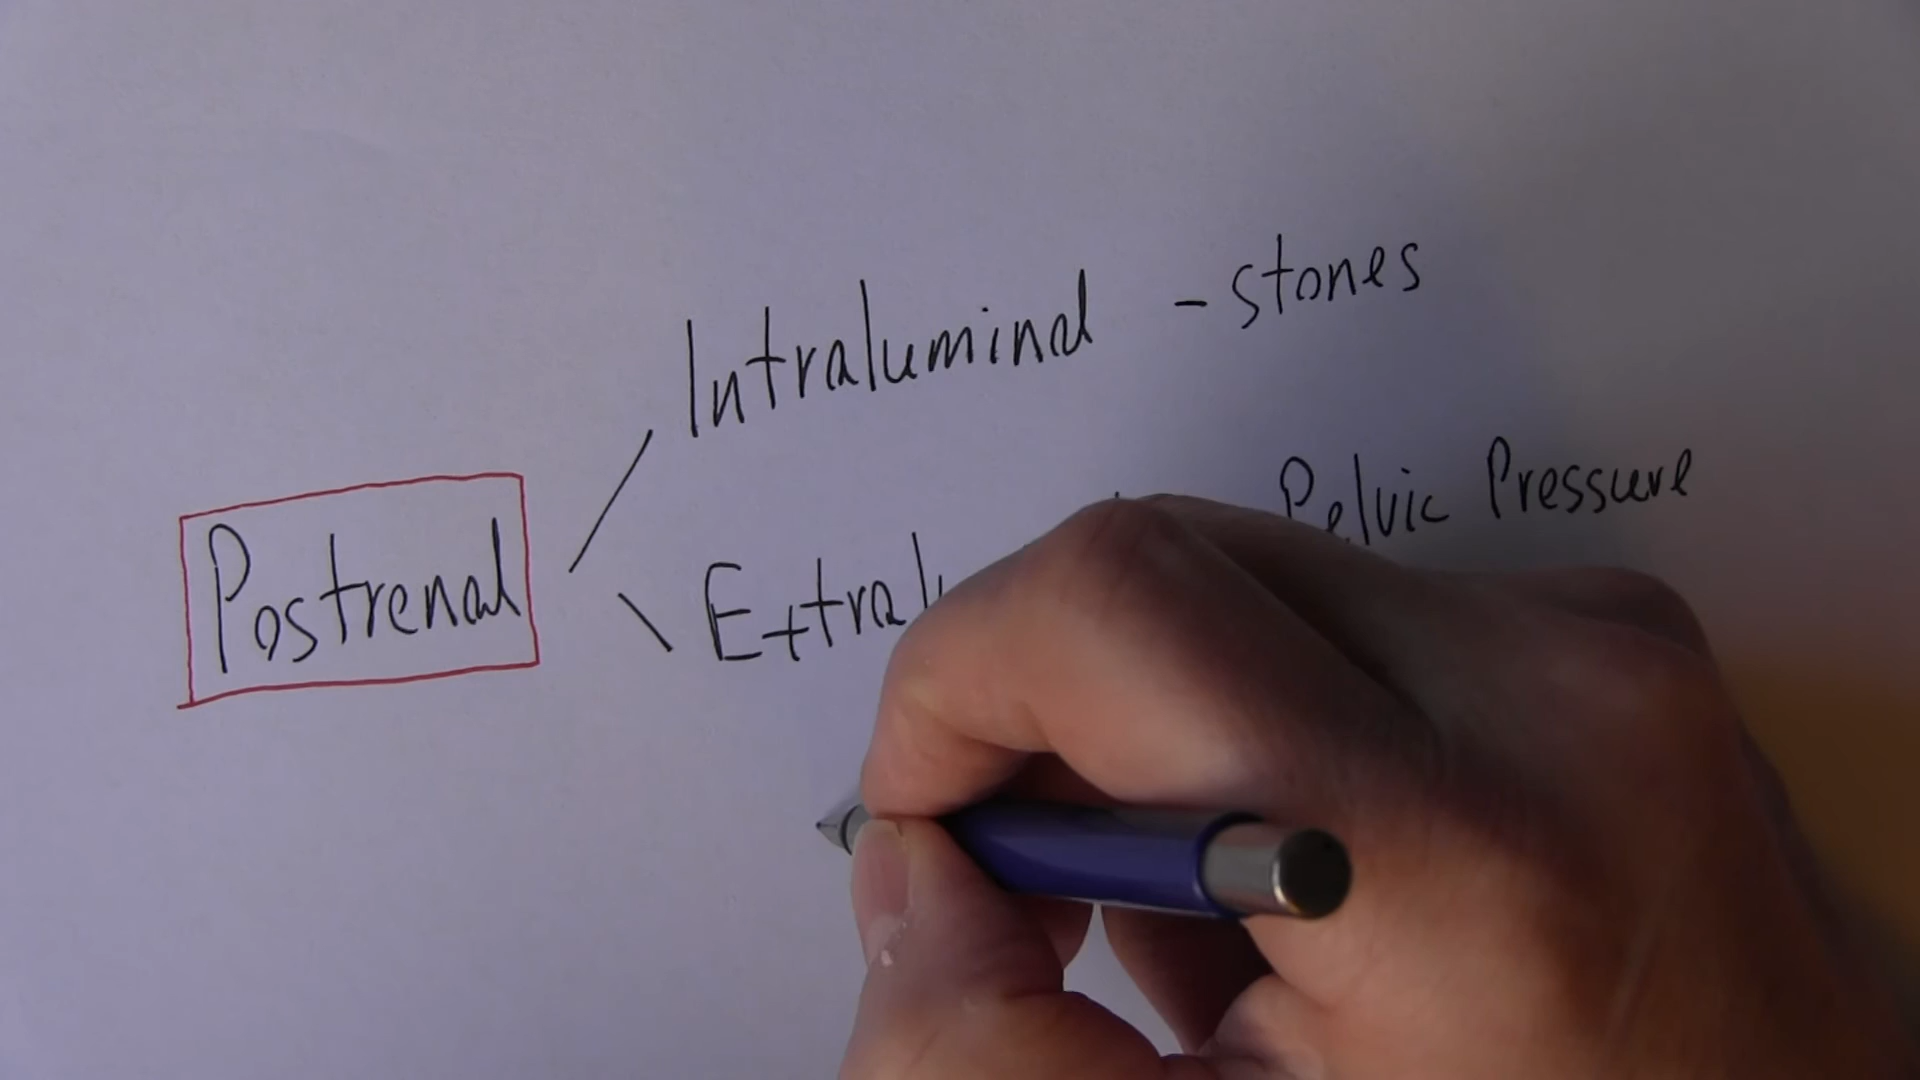 Intraluminal - stones
Pelvic Pressure
Postrenal